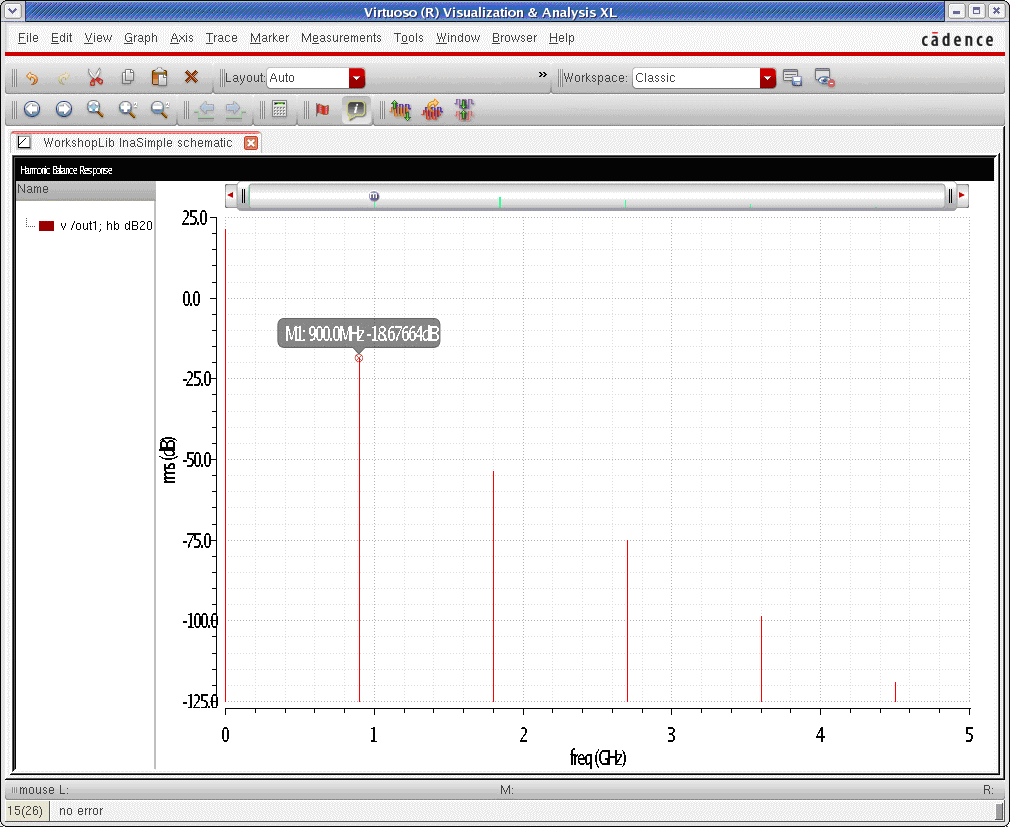 Virtuoso (R) Visualization & Analysis XL
File Edit View Graph Axis Trace Marker Measurements Tools Window Browser Help
cādence
Layout: Auto » Workspace: Classic
WorkshopLib lnaSimple schematic
Harmonic Balance Response
Name
v /out1; hb dB20
25.0
0.0
M1: 900.0MHz -18.67664dB
-25.0
rms (dB)
-50.0
-75.0
-100.0
-125.0
0 1 2 3 4 5
freq (GHz)
mouse L: M: R:
15(26) no error